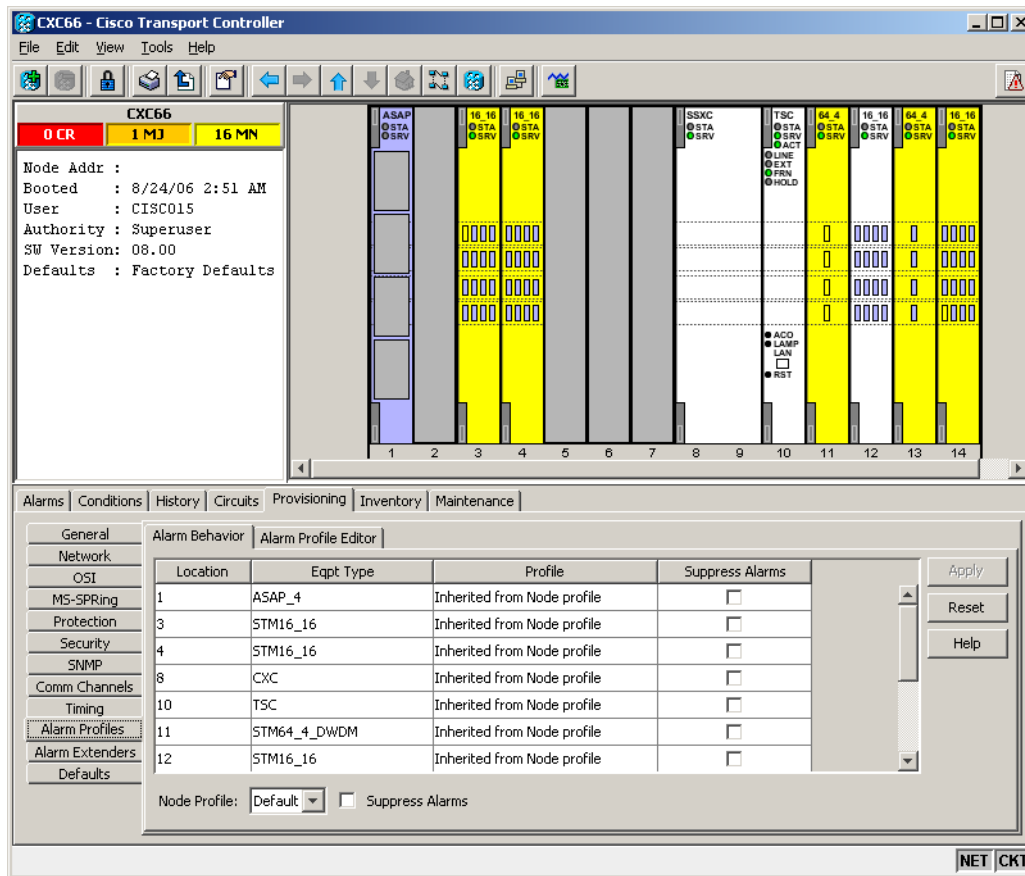 CXC66 - Cisco Transport Controller
File Edit View Tools Help
CXC66
0 CR 1 MJ 16 MN
Node Addr :
Booted : 8/24/06 2:51 AM
User : CISCO15
Authority : Superuser
SW Version: 08.00
Defaults : Factory Defaults
ASAP 16_16 16_16 SSXC TSC 64_4 16_16 64_4 16_16
STA STA STA STA STA STA STA STA STA
SRV SRV SRV SRV SRV SRV SRV SRV SRV
ACT
LINE
EXT
FRN
HOLD
ACO
LAMP
LAN
RST
1 2 3 4 5 6 7 8 9 10 11 12 13 14
Alarms Conditions History Circuits Provisioning Inventory Maintenance
General
Network
OSI
MS-SPRing
Protection
Security
SNMP
Comm Channels
Timing
Alarm Profiles
Alarm Extenders
Defaults
Alarm Behavior Alarm Profile Editor
Location Eqpt Type Profile Suppress Alarms
1 ASAP_4 Inherited from Node profile
3 STM16_16 Inherited from Node profile
4 STM16_16 Inherited from Node profile
8 CXC Inherited from Node profile
10 TSC Inherited from Node profile
11 STM64_4_DWDM Inherited from Node profile
12 STM16_16 Inherited from Node profile
Apply
Reset
Help
Node Profile: Default Suppress Alarms
NET CKT